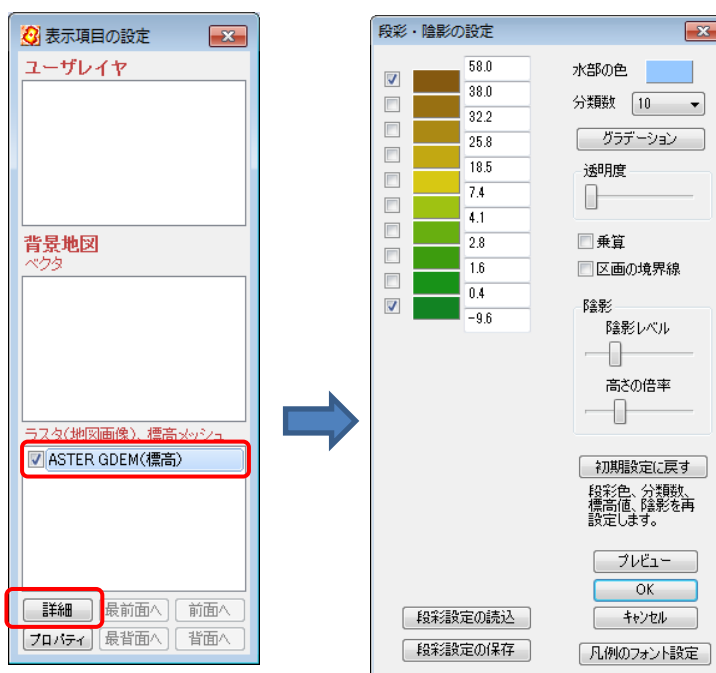 表示項目の設定
ユーザレイヤ
背景地図
ベクタ
ラスタ(地図画像)、標高メッシュ
ASTER GDEM(標高)
詳細
最前面へ
前面へ
プロパティ
最背面へ
背面へ
段彩・陰影の設定
58.0
38.0
32.2
25.8
18.5
7.4
4.1
2.8
1.6
0.4
-9.6
水部の色
分類数 10
グラデーション
透明度
乗算
区画の境界線
陰影
陰影レベル
高さの倍率
初期設定に戻す
段彩色、分類数、
標高値、陰影を再
設定します。
プレビュー
OK
キャンセル
段彩設定の読込
段彩設定の保存
凡例のフォント設定